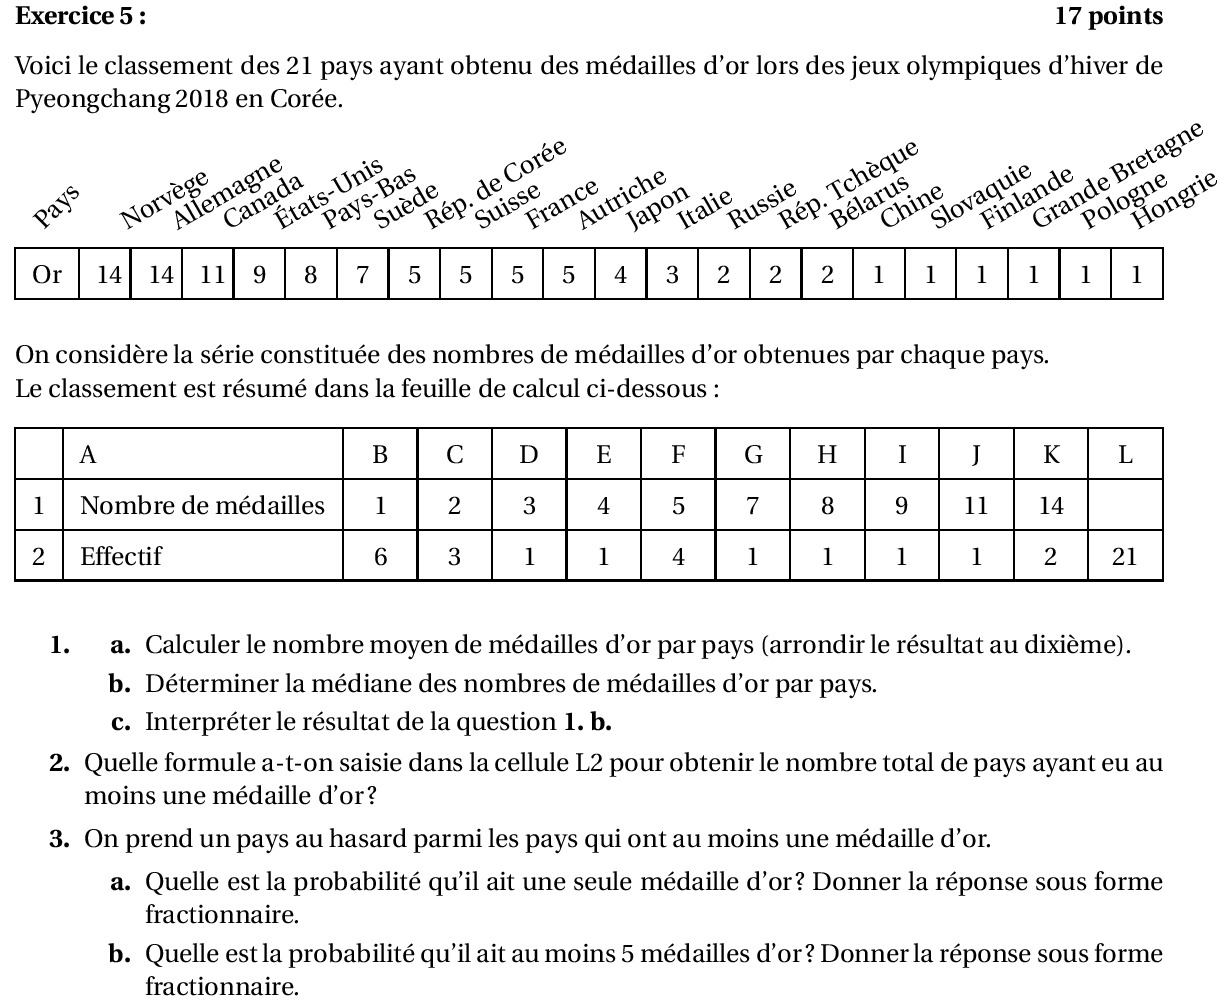 Exercice 5 : 17 points
Voici le classement des 21 pays ayant obtenu des médailles d'or lors des jeux olympiques d'hiver de
Pyeongchang 2018 en Corée.
Pays Norvège Allemagne Canada États-Unis Pays-Bas Suède Rép. de Corée Suisse France Autriche Japon Italie Russie Rép. Tchèque Bélarus Chine Slovaquie Finlande Grande Bretagne Pologne Hongrie
Or 14 14 11 9 8 7 5 5 5 5 4 3 2 2 2 1 1 1 1 1 1
On considère la série constituée des nombres de médailles d'or obtenues par chaque pays.
Le classement est résumé dans la feuille de calcul ci-dessous :
A B C D E F G H I J K L
1 Nombre de médailles 1 2 3 4 5 7 8 9 11 14
2 Effectif 6 3 1 1 4 1 1 1 1 2 21
1. a. Calculer le nombre moyen de médailles d'or par pays (arrondir le résultat au dixième).
b. Déterminer la médiane des nombres de médailles d'or par pays.
c. Interpréter le résultat de la question 1. b.
2. Quelle formule a-t-on saisie dans la cellule L2 pour obtenir le nombre total de pays ayant eu au
moins une médaille d'or ?
3. On prend un pays au hasard parmi les pays qui ont au moins une médaille d'or.
a. Quelle est la probabilité qu'il ait une seule médaille d'or ? Donner la réponse sous forme
fractionnaire.
b. Quelle est la probabilité qu'il ait au moins 5 médailles d'or ? Donner la réponse sous forme
fractionnaire.